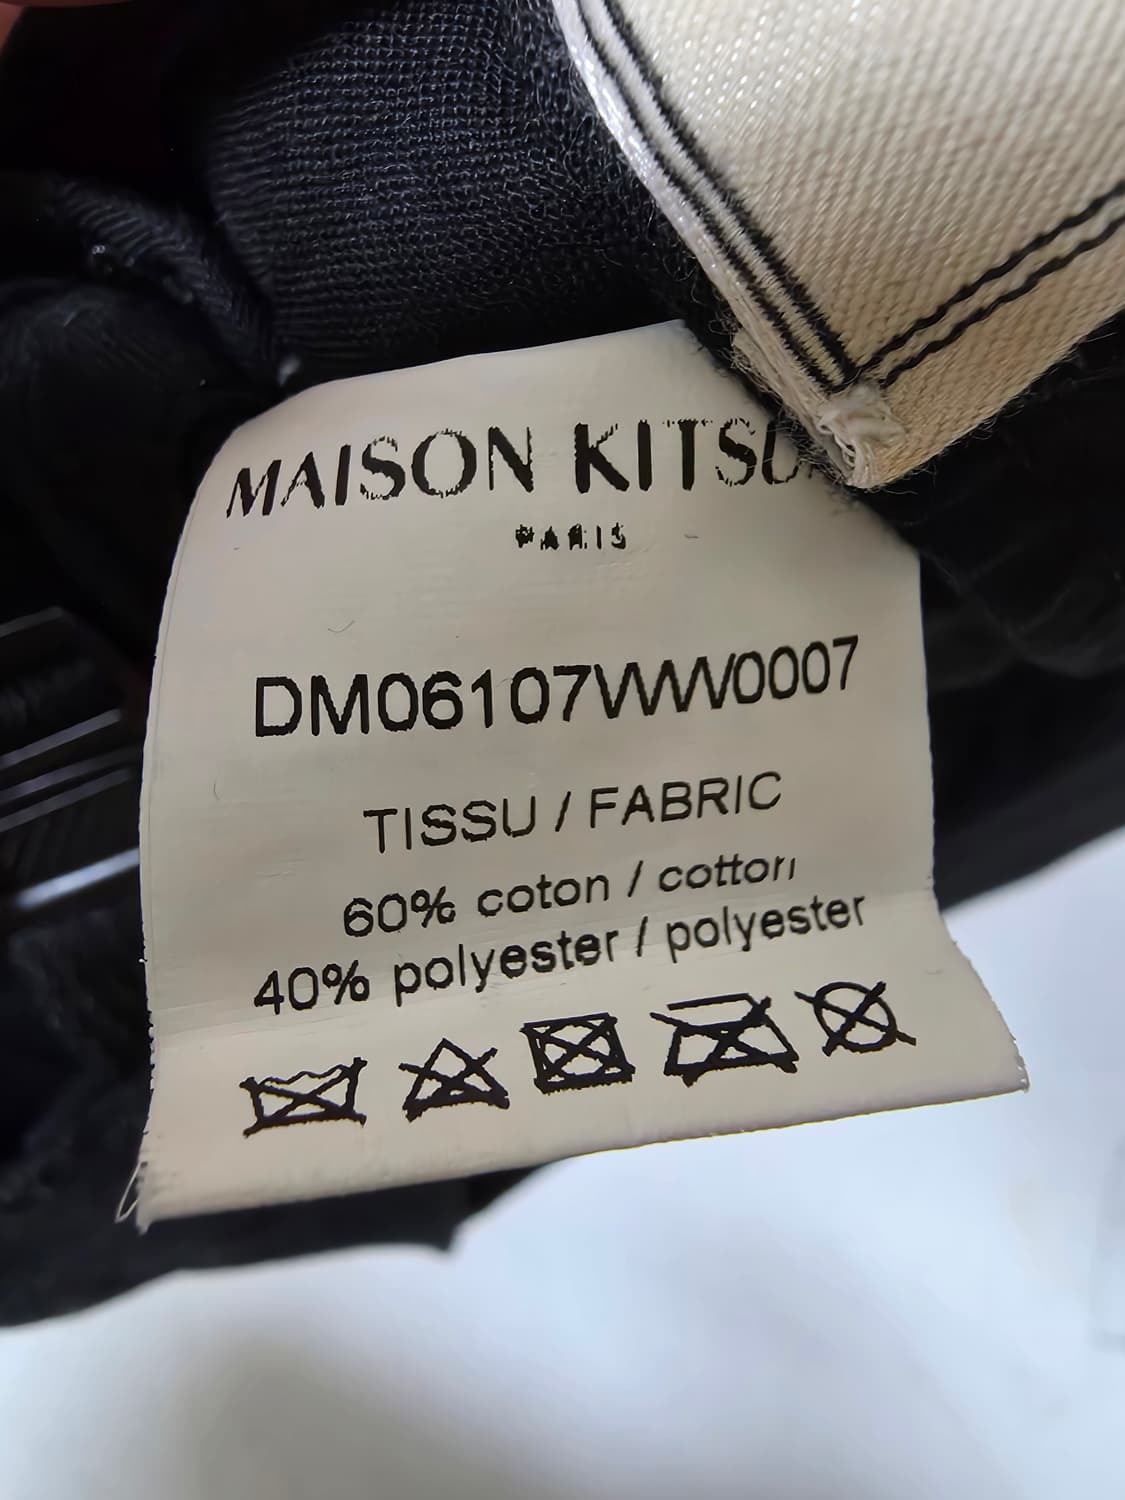 MAISON KITSU
PARIS
DM06107WW0007
TISSU / FABRIC
60% coton / cotton
40% polyester / polyester